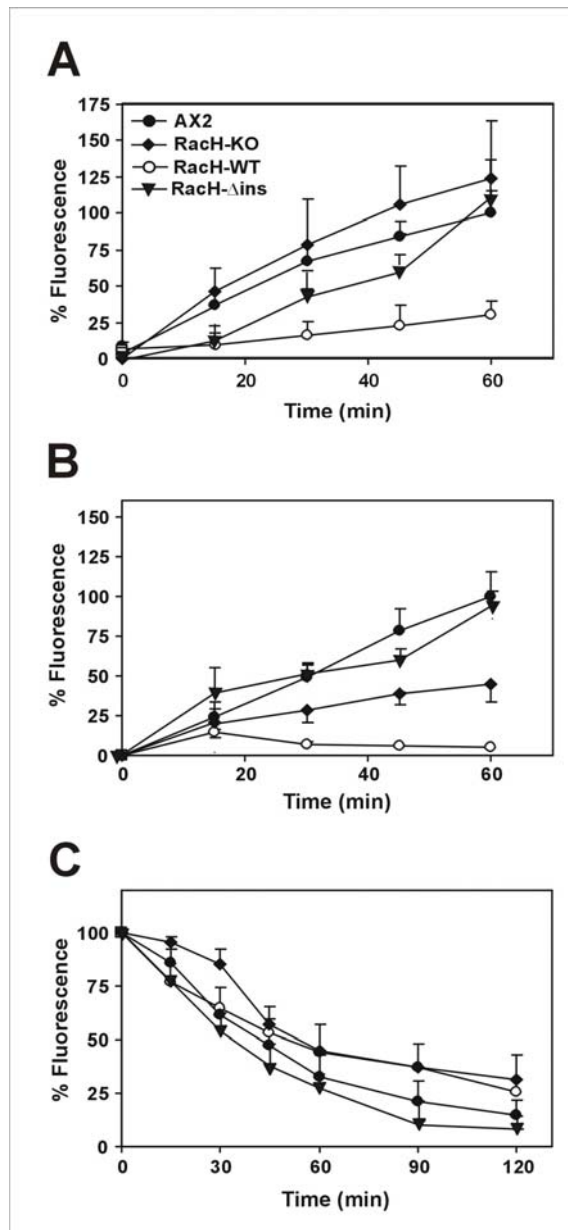 A
175
150
125
100
75
50
25
0
% Fluorescence
AX2
RacH-KO
RacH-WT
RacH-Δins
0 20 40 60
Time (min)
B
150
125
100
75
50
25
0
% Fluorescence
0 20 40 60
Time (min)
C
100
75
50
25
0
% Fluorescence
0 30 60 90 120
Time (min)